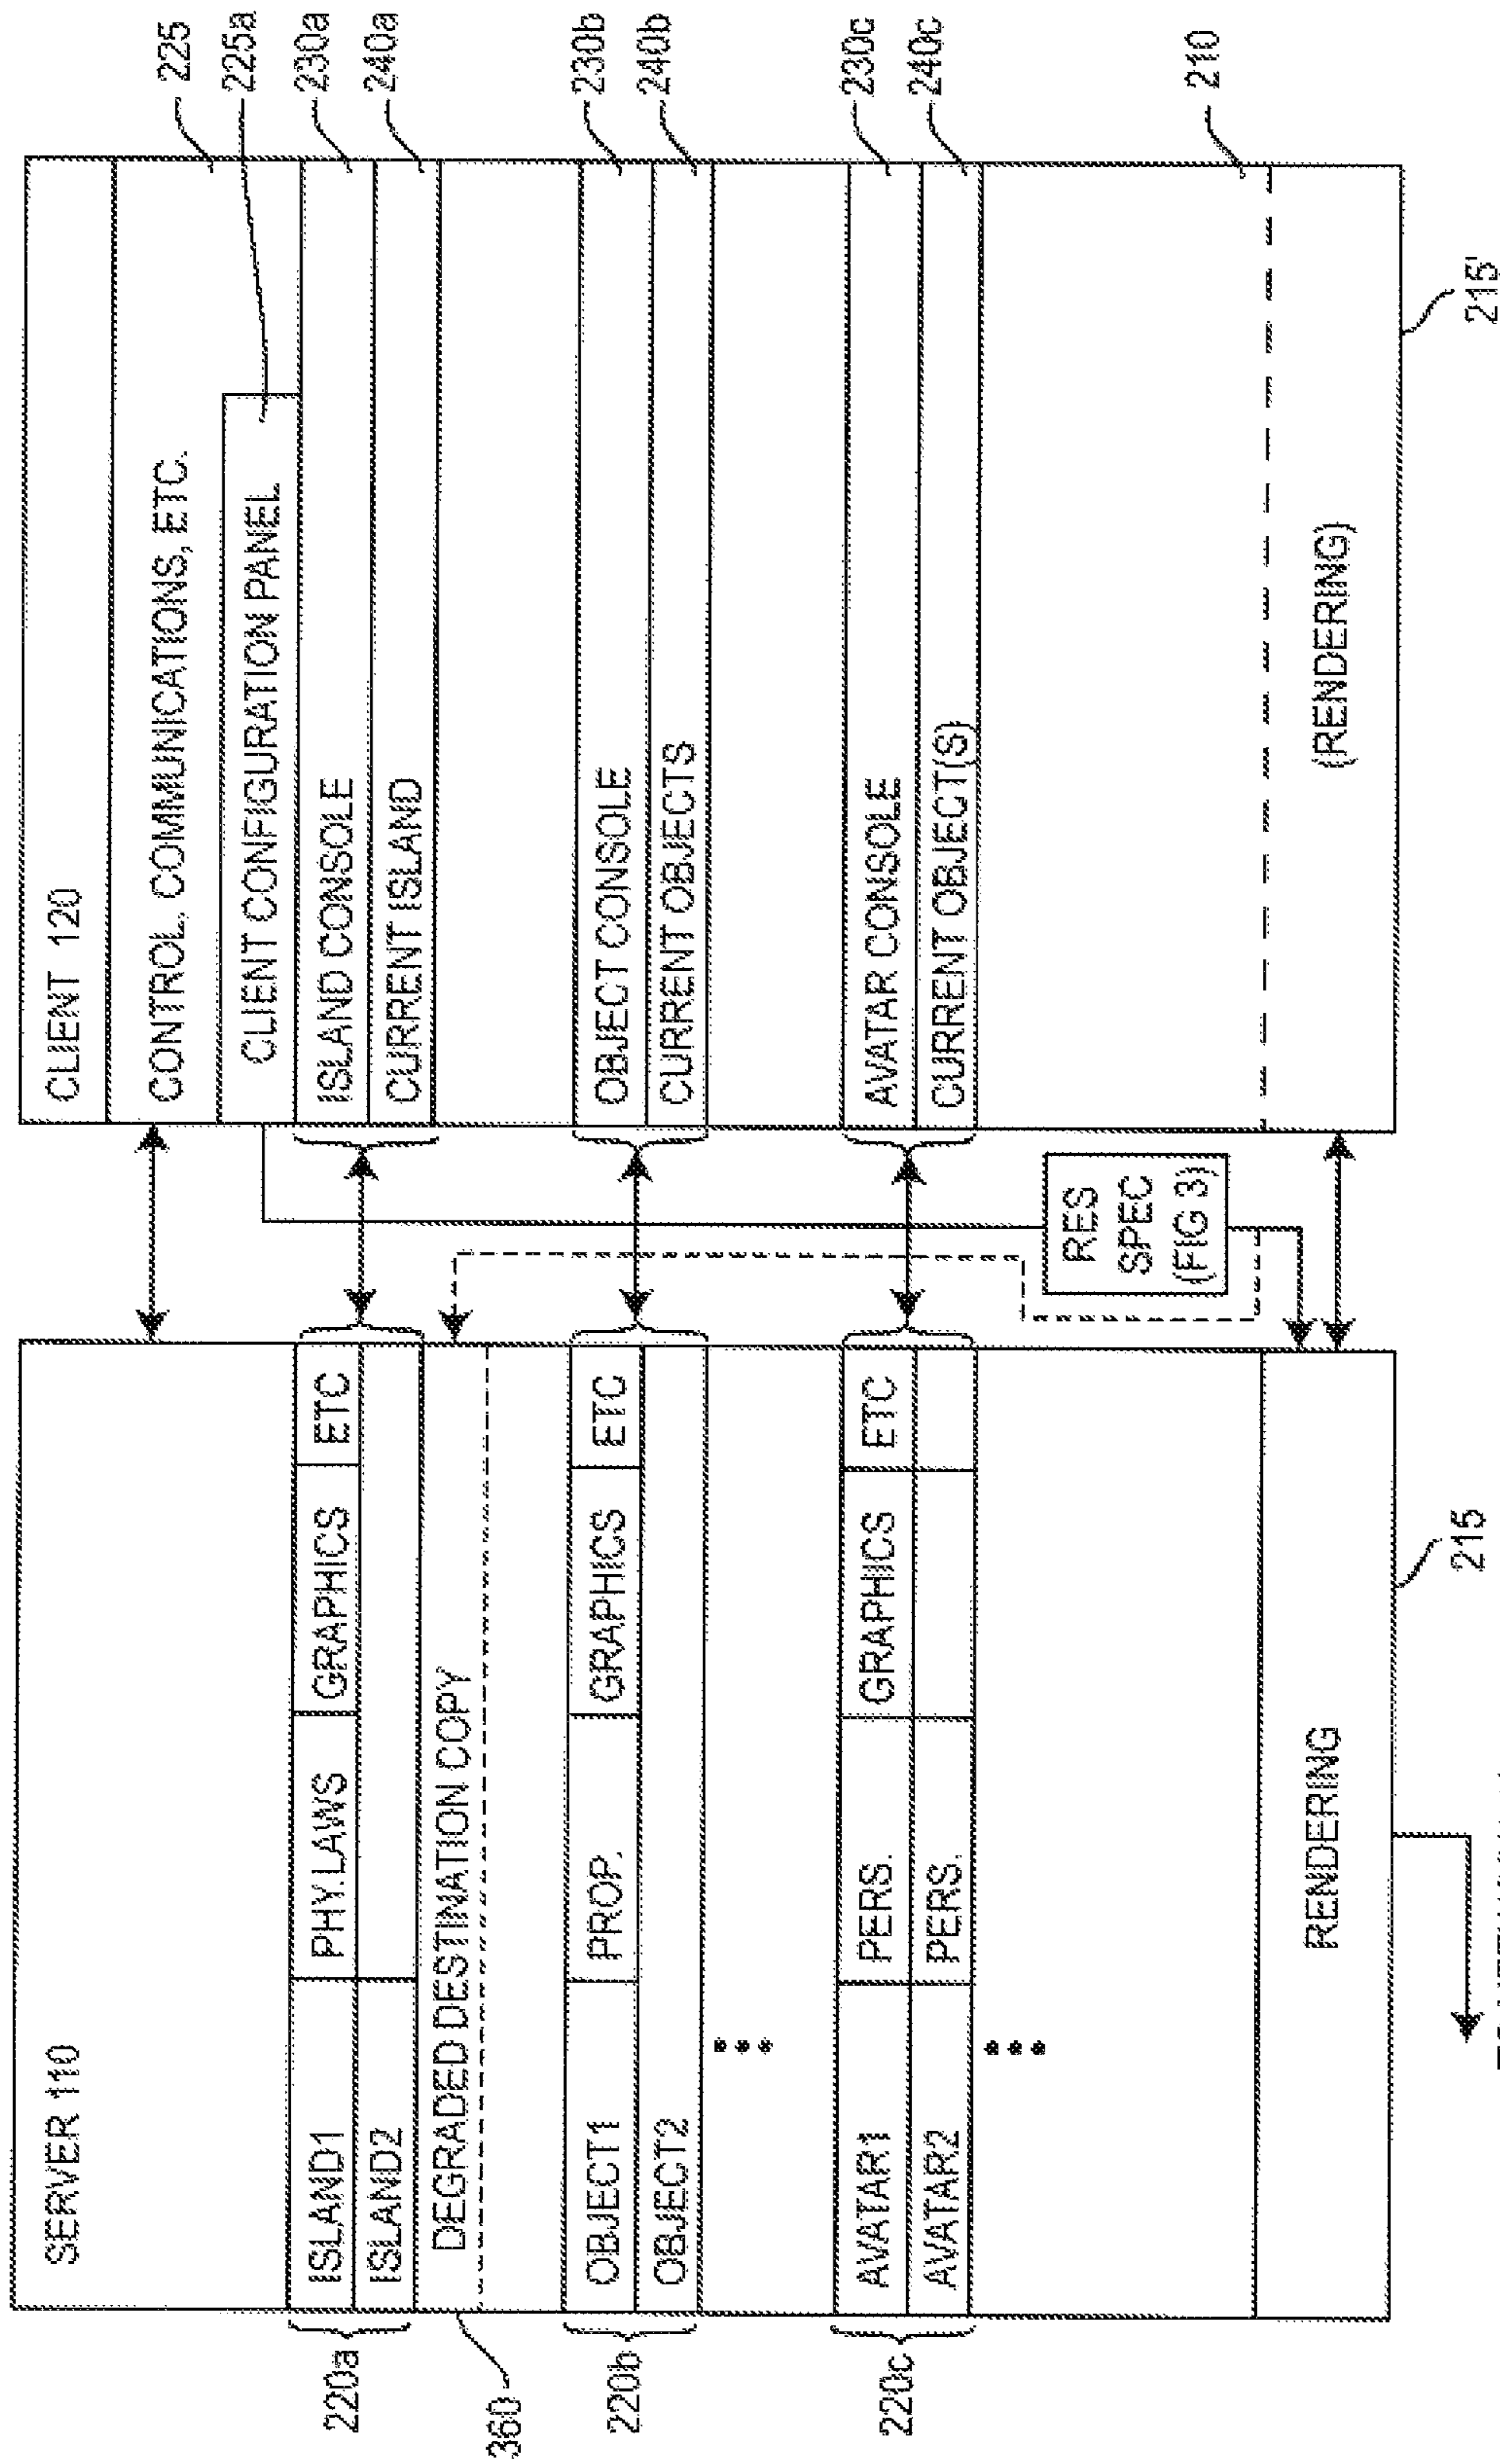 SERVER 110
220a
ISLAND1 PHY.LAWS GRAPHICS ETC
ISLAND2
360
DEGRADED DESTINATION COPY
220b
OBJECT1 PROP. GRAPHICS ETC
OBJECT2
220c
AVATAR1 PERS. GRAPHICS ETC
AVATAR2 PERS.
RENDERING
215
RES
SPEC
(FIG 3)
CLIENT 120
CONTROL, COMMUNICATIONS, ETC.
225
CLIENT CONFIGURATION PANEL
225a
ISLAND CONSOLE
230a
CURRENT ISLAND
240a
OBJECT CONSOLE
230b
CURRENT OBJECTS
240b
AVATAR CONSOLE
230c
CURRENT OBJECT(S)
240c
210
(RENDERING)
215'